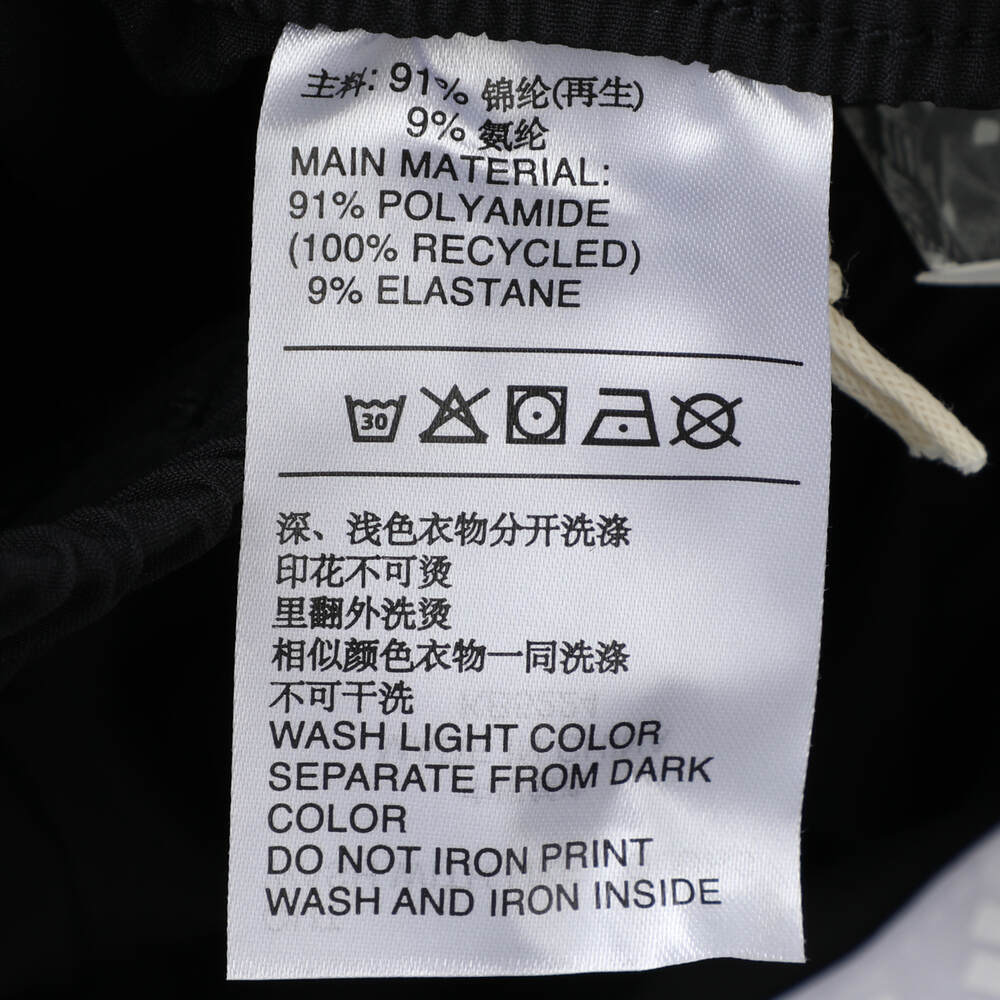 主料: 91% 锦纶(再生)
9% 氨纶
MAIN MATERIAL:
91% POLYAMIDE
(100% RECYCLED)
9% ELASTANE
30
深、浅色衣物分开洗涤
印花不可烫
里翻外洗烫
相似颜色衣物一同洗涤
不可干洗
WASH LIGHT COLOR
SEPARATE FROM DARK
COLOR
DO NOT IRON PRINT
WASH AND IRON INSIDE